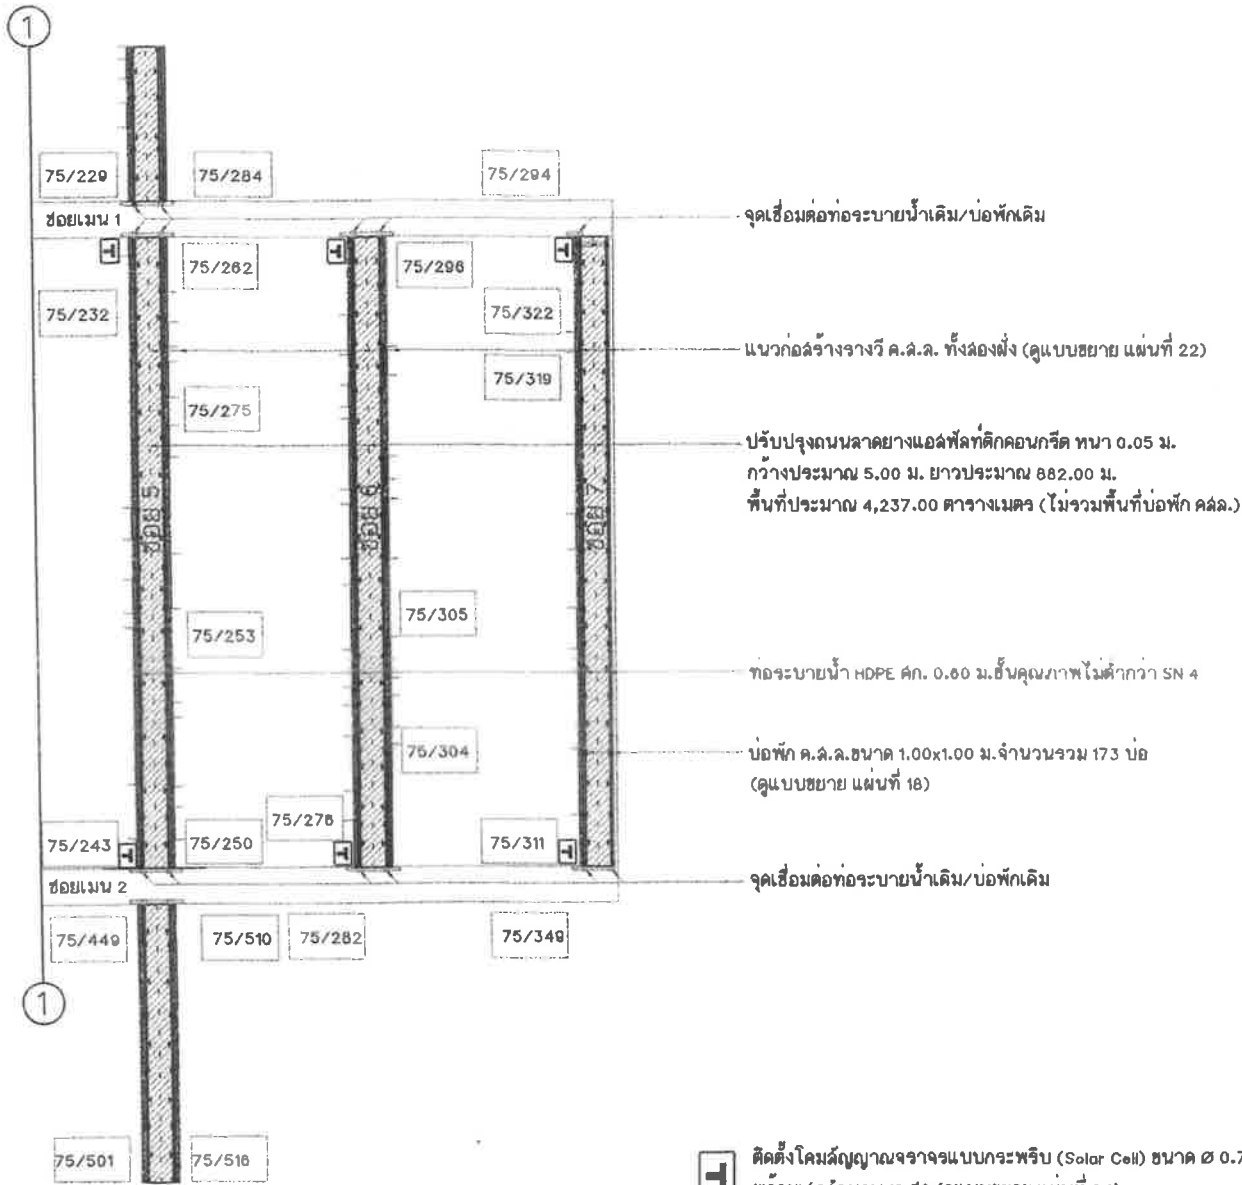 1
75/229
75/284
75/294
ซอยเมน 1
จุดเชื่อมต่อท่อระบายน้ำเดิม/บ่อพักเดิม
T
T
T
75/262
75/296
75/232
75/322
แนวก่อสร้างรางวี ค.ส.ล. ทั้งสองฝั่ง (ดูแบบขยาย แผ่นที่ 22)
75/319
75/275
ปรับปรุงถนนลาดยางแอสฟัลท์ติกคอนกรีต หนา 0.05 ม.
กว้างประมาณ 5.00 ม. ยาวประมาณ 882.00 ม.
พื้นที่ประมาณ 4,237.00 ตารางเมตร (ไม่รวมพื้นที่บ่อพัก คสล.)
ซอย 5
ซอย 6
ซอย 7
75/305
75/253
ท่อระบายน้ำ HDPE ศก. 0.60 ม.ชั้นคุณภาพไม่ต่ำกว่า SN 4
75/304
บ่อพัก ค.ส.ล.ขนาด 1.00x1.00 ม.จำนวนรวม 173 บ่อ
(ดูแบบขยาย แผ่นที่ 18)
75/276
75/243
T
75/250
T
75/311
T
ซอยเมน 2
จุดเชื่อมต่อท่อระบายน้ำเดิม/บ่อพักเดิม
75/449
75/510
75/282
75/349
1
75/501
75/516
T
ติดตั้งโคมสัญญาณจราจรแบบกระพริบ (Solar Cell) ขนาด Ø 0.7